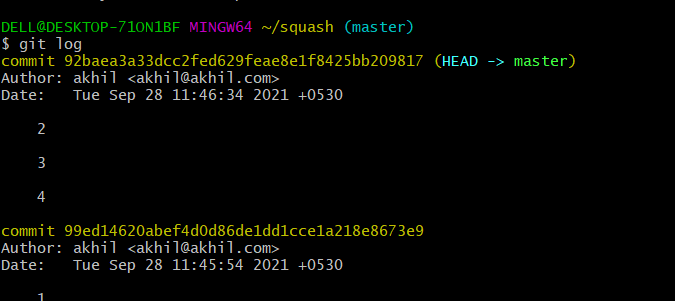 DELL@DESKTOP-71ON1BF MINGW64 ~/squash (master)
$ git log
commit 92baea3a33dcc2fed629feae8e1f8425bb209817 (HEAD -> master)
Author: akhil <akhil@akhil.com>
Date:   Tue Sep 28 11:46:34 2021 +0530
2
3
4
commit 99ed14620abef4d0d86de1dd1cce1a218e8673e9
Author: akhil <akhil@akhil.com>
Date:   Tue Sep 28 11:45:54 2021 +0530
1